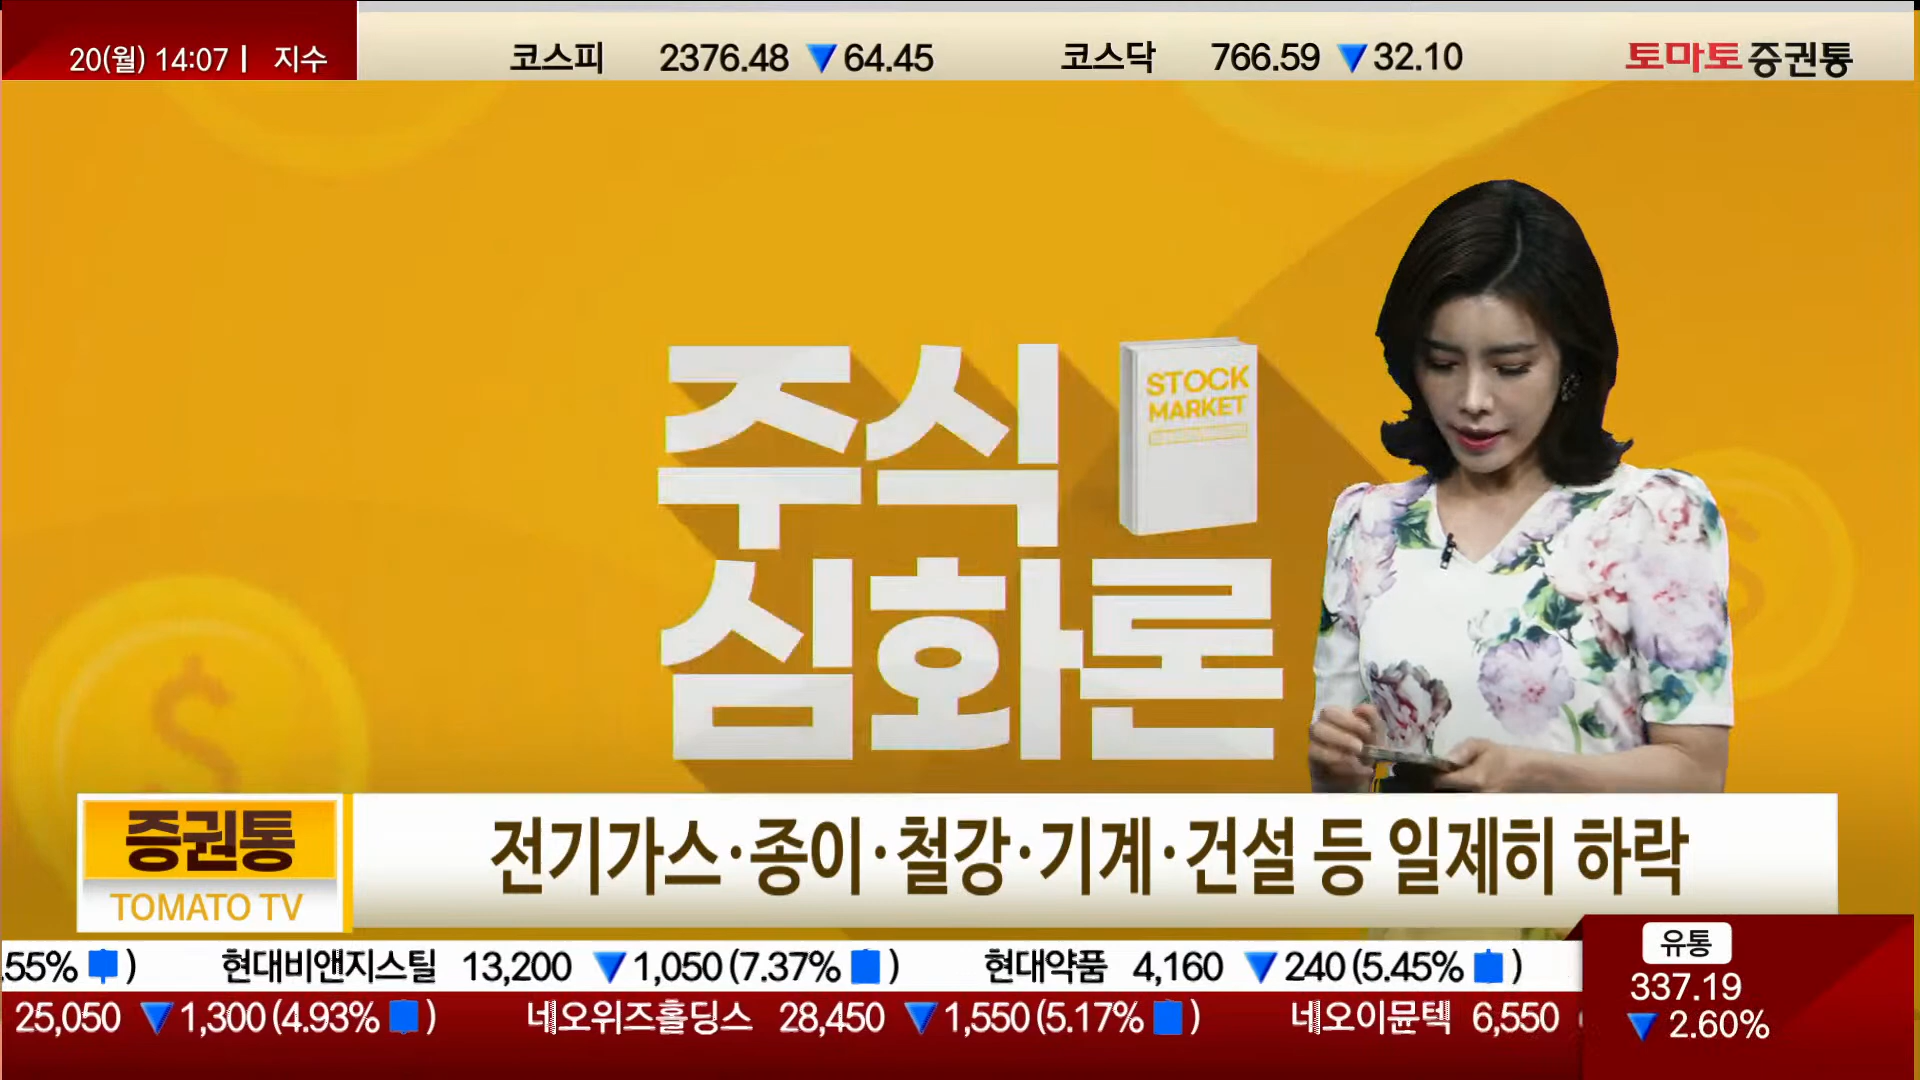 20(월) 14:07 | 지수 코스피 2376.48 ▼64.45 코스닥 766.59 ▼32.10 토마토증권통
주식
STOCK
MARKET
심화론
증권통
TOMATO TV
전기가스·종이·철강·기계·건설 등 일제히 하락
.55% ) 현대비앤지스틸 13,200 ▼1,050(7.37% ) 현대약품 4,160 ▼240(5.45% )
25,050 ▼1,300(4.93% ) 네오위즈홀딩스 28,450 ▼1,550(5.17% ) 네오이뮨텍 6,550
유통
337.19
▼ 2.60%